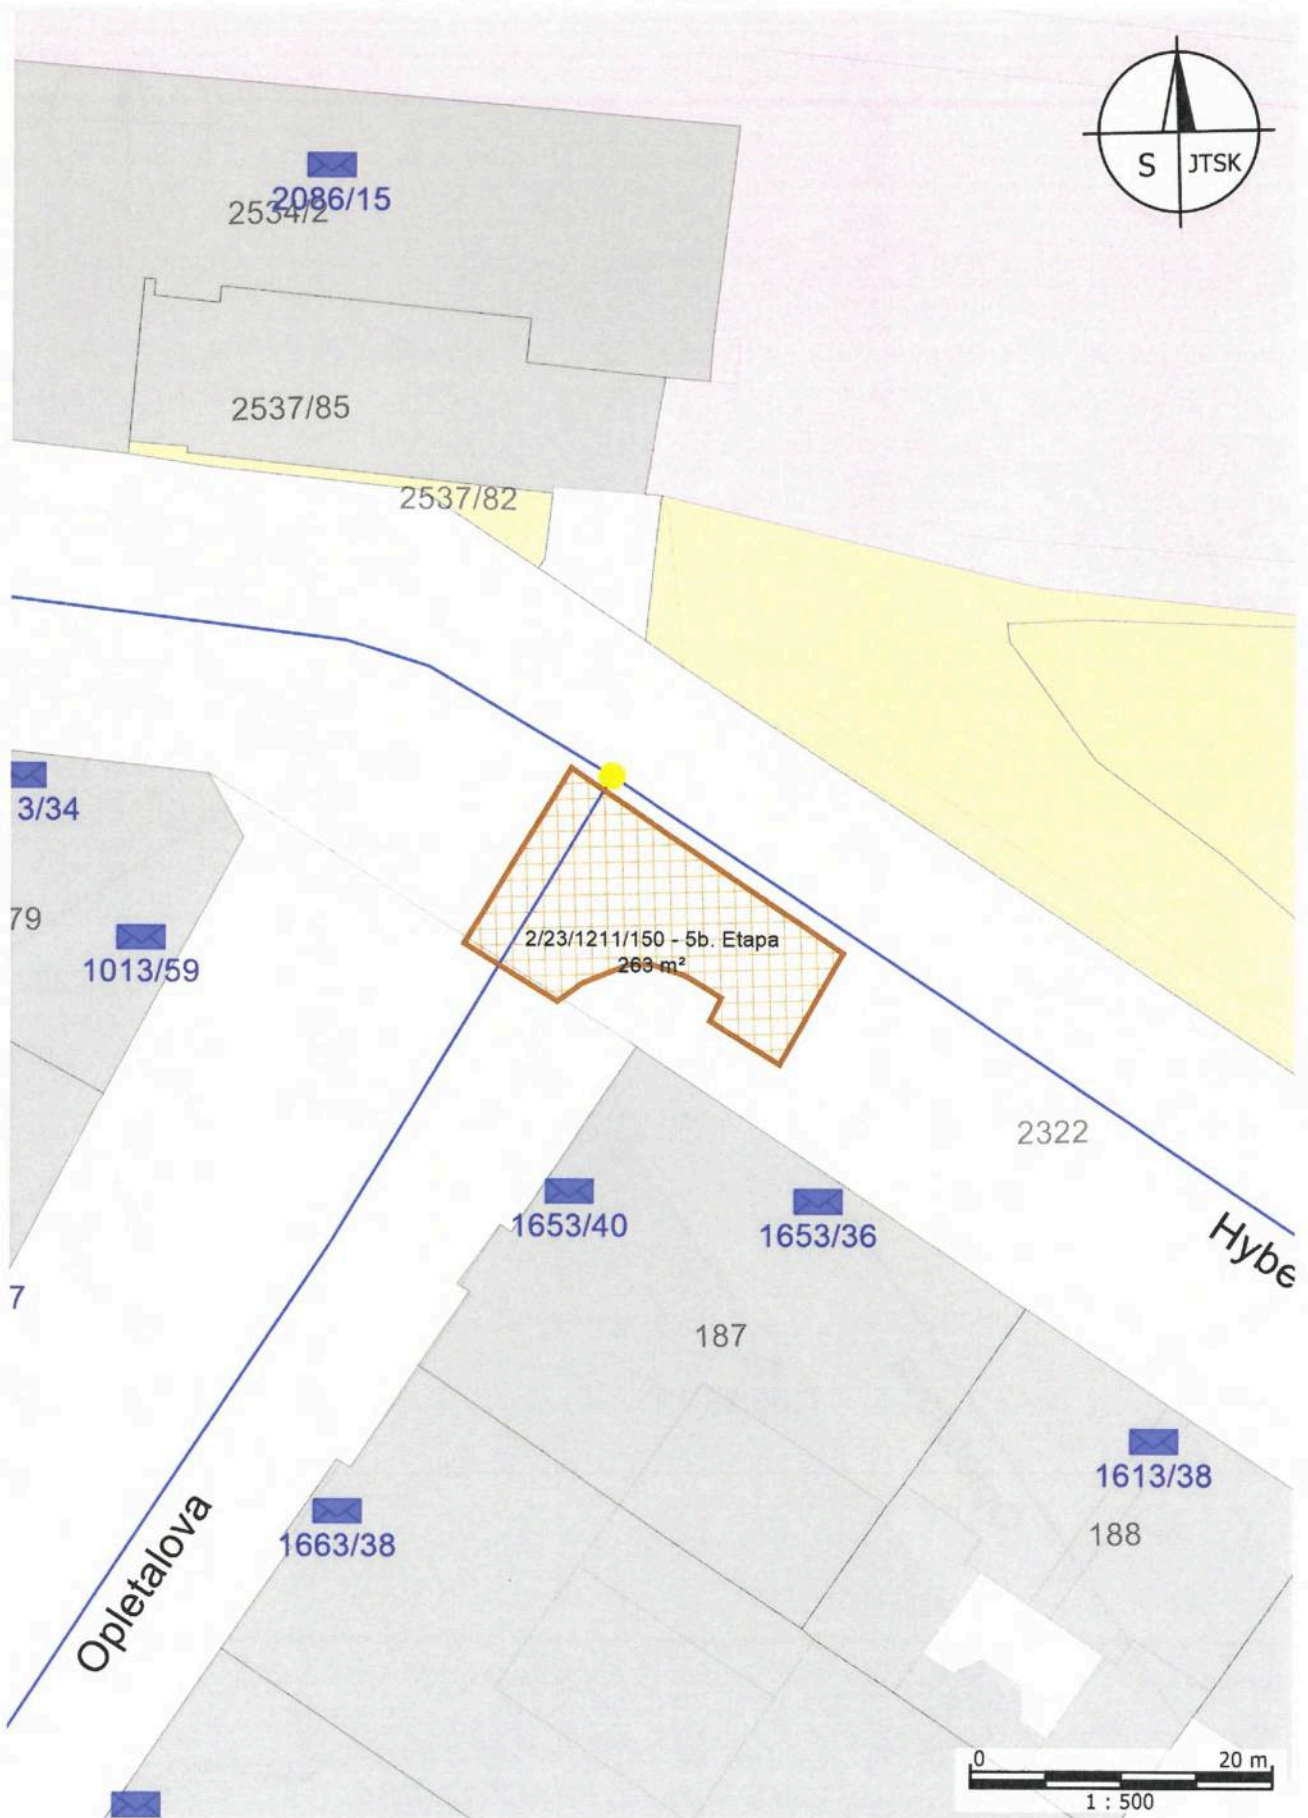 S JTSK
2086/15
2534/2
2537/85
2537/82
3/34
79
1013/59
2/23/1211/150 - 5b. Etapa
263 m²
2322
1653/40
1653/36
Hybe
7
187
1613/38
188
1663/38
Opletalova
0 20 m
1 : 500